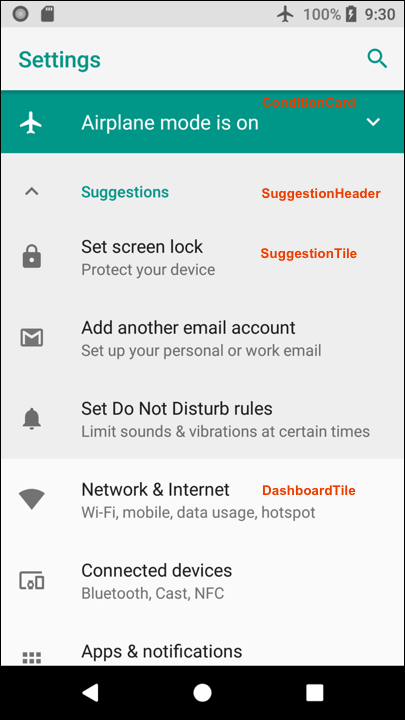 100% 9:30
Settings
ConditionCard
Airplane mode is on
Suggestions SuggestionHeader
Set screen lock SuggestionTile
Protect your device
Add another email account
Set up your personal or work email
Set Do Not Disturb rules
Limit sounds & vibrations at certain times
Network & Internet DashboardTile
Wi-Fi, mobile, data usage, hotspot
Connected devices
Bluetooth, Cast, NFC
Apps & notifications